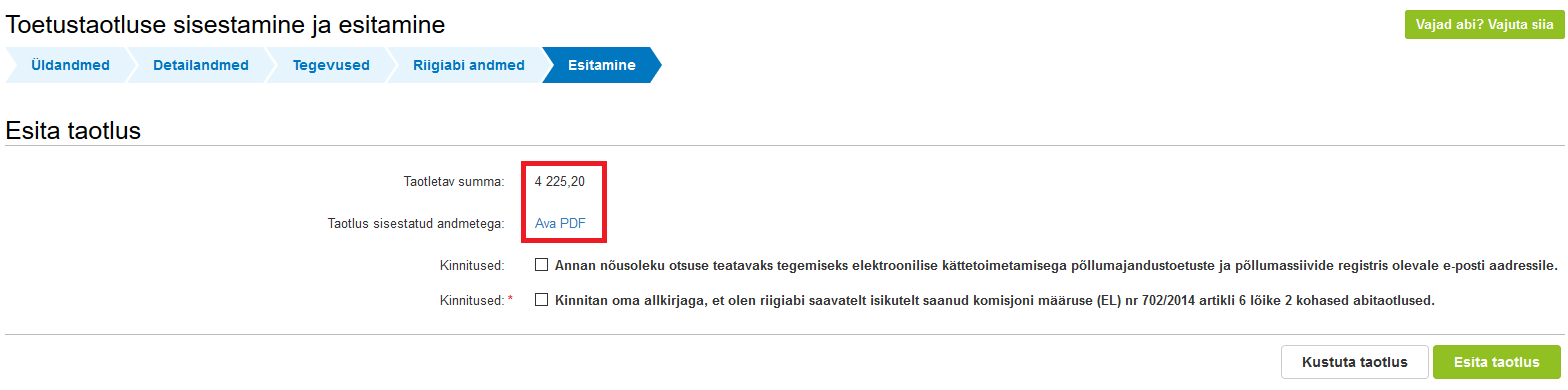 Toetustaotluse sisestamine ja esitamine
Vajad abi? Vajuta siia
Üldandmed
Detailandmed
Tegevused
Riigiabi andmed
Esitamine
Esita taotlus
Taotletav summa: 4 225,20
Taotlus sisestatud andmetega: Ava PDF
Kinnitused: Annan nõusoleku otsuse teatavaks tegemiseks elektroonilise kättetoimetamisega põllumajandustoetuste ja põllumassiivide registris olevale e-posti aadressile.
Kinnitused: * Kinnitan oma allkirjaga, et olen riigiabi saavatelt isikutelt saanud komisjoni määruse (EL) nr 702/2014 artikli 6 lõike 2 kohased abitaotlused.
Kustuta taotlus
Esita taotlus